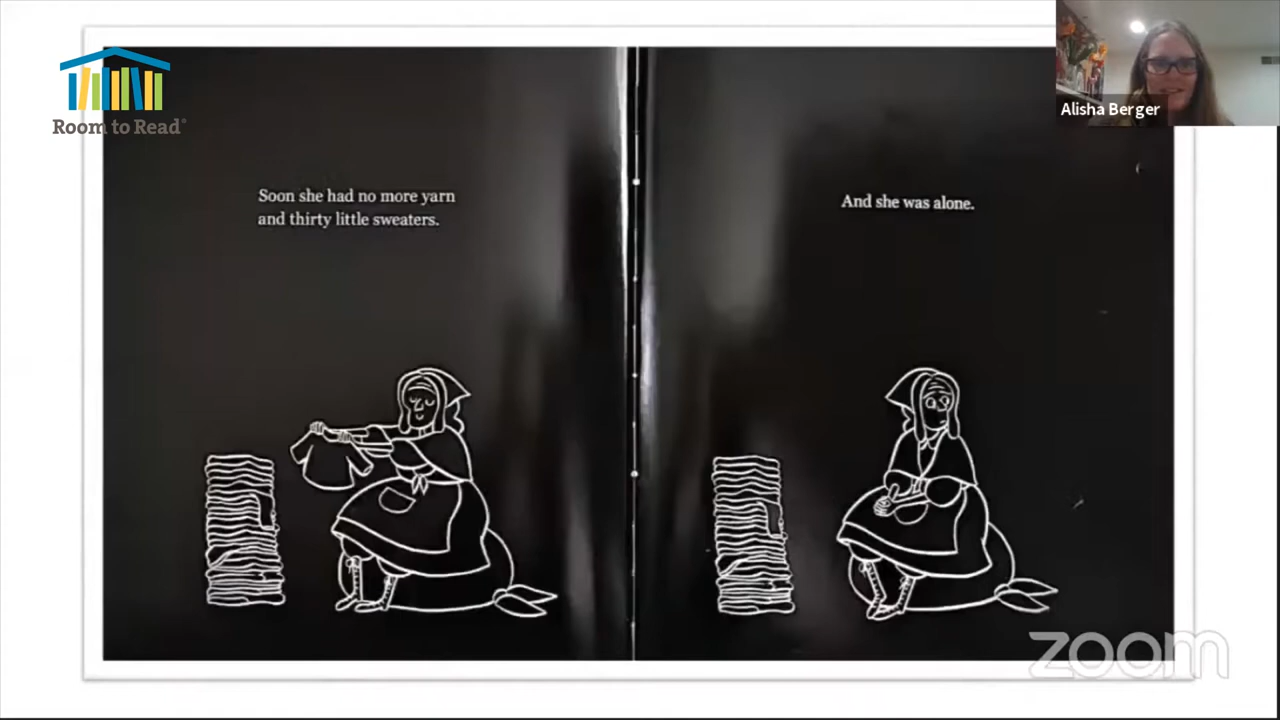 Room to Read®
Alisha Berger
Soon she had no more yarn
and thirty little sweaters.
And she was alone.
zoom